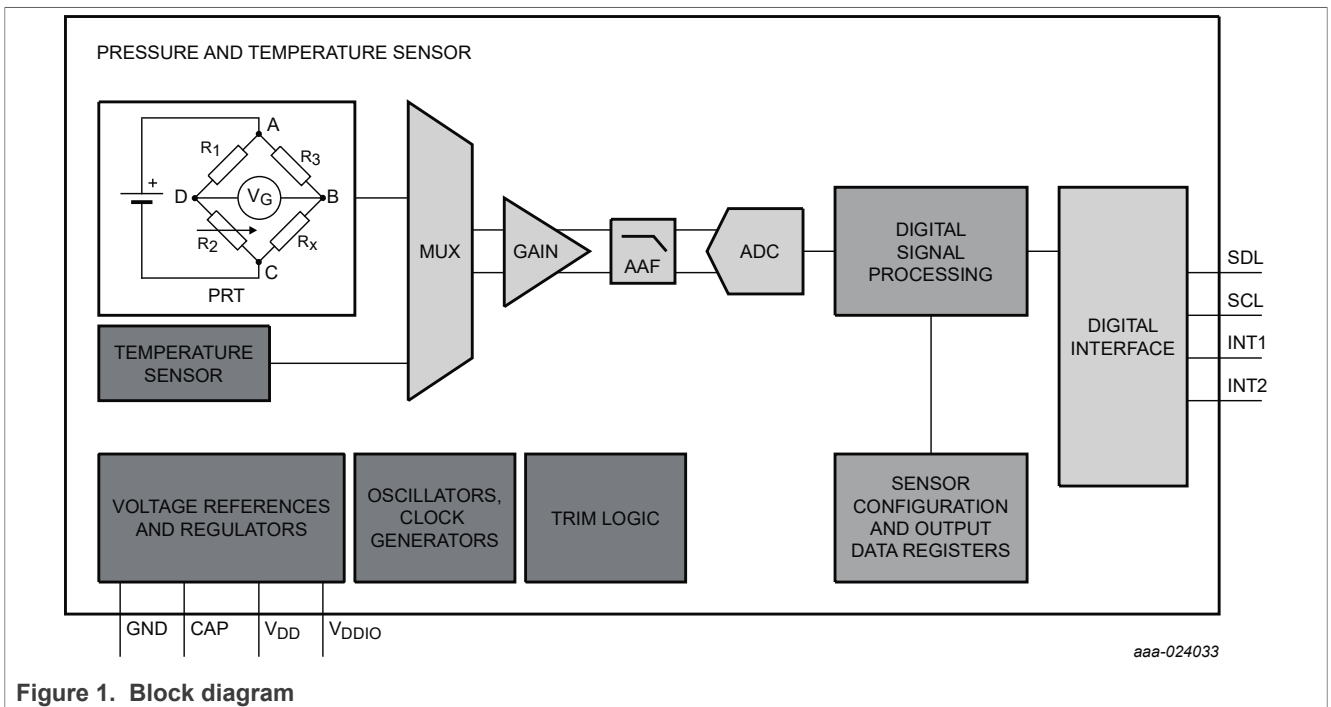 PRESSURE AND TEMPERATURE SENSOR
A
R1
R3
+
D
VG
B
R2
Rx
C
PRT
MUX
GAIN
AAF
ADC
DIGITAL
SIGNAL
PROCESSING
DIGITAL
INTERFACE
SDL
SCL
INT1
INT2
TEMPERATURE
SENSOR
VOLTAGE REFERENCES
AND REGULATORS
OSCILLATORS,
CLOCK
GENERATORS
TRIM LOGIC
SENSOR
CONFIGURATION
AND OUTPUT
DATA REGISTERS
GND
CAP
VDD
VDDIO
aaa-024033
Figure 1. Block diagram